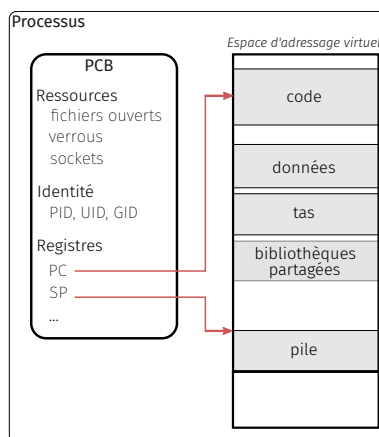 Processus
Espace d'adressage virtuel
PCB
Ressources
fichiers ouverts
verrous
sockets
Identité
PID, UID, GID
Registres
PC
SP
...
code
données
tas
bibliothèques
partagées
pile